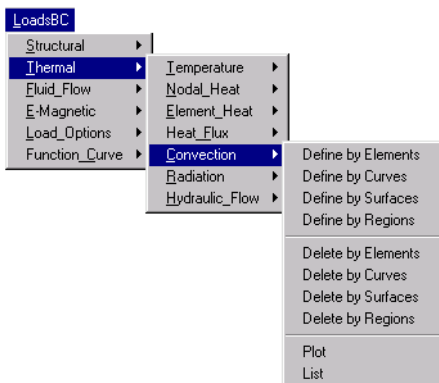 LoadsBC
Structural
Thermal
Fluid_Flow
E-Magnetic
Load_Options
Function_Curve
Temperature
Nodal_Heat
Element_Heat
Heat_Flux
Convection
Radiation
Hydraulic_Flow
Define by Elements
Define by Curves
Define by Surfaces
Define by Regions
Delete by Elements
Delete by Curves
Delete by Surfaces
Delete by Regions
Plot
List